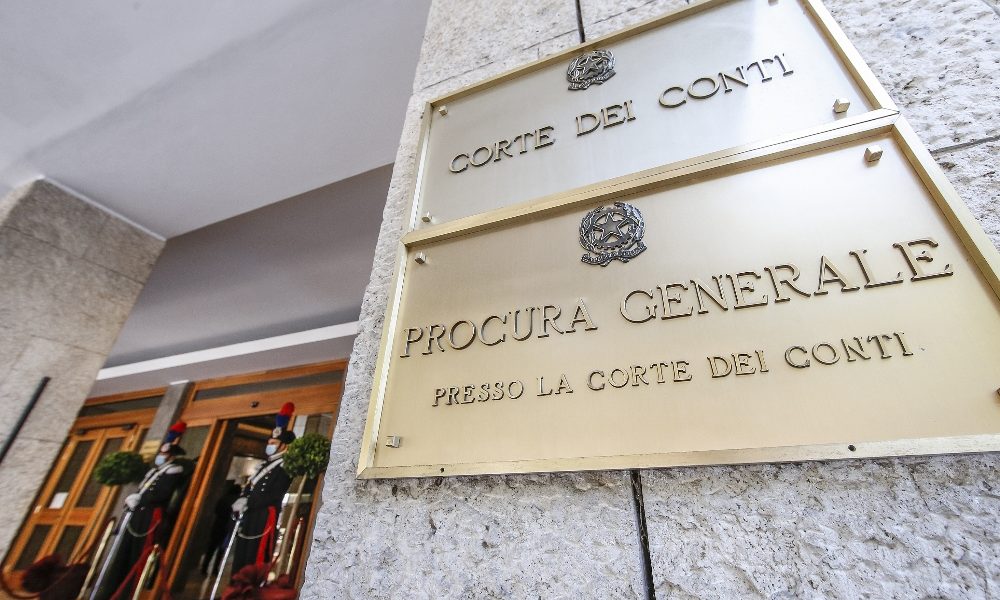 CORTE DEI CONTI
PROCURA GENERALE
PRESSO LA CORTE DEI CONTI